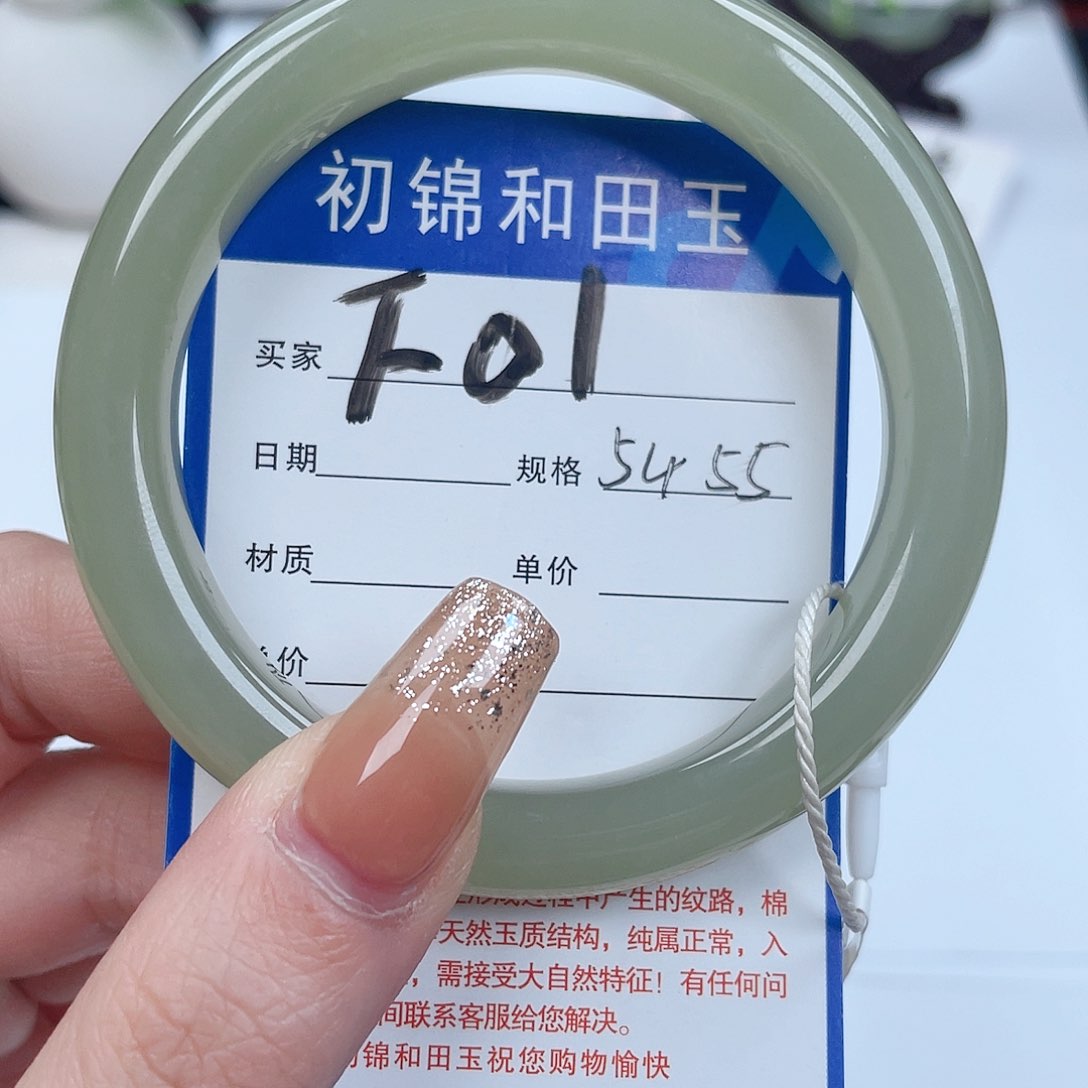 初锦和田玉
买家 F01
日期 规格 54 55
材质 单价
价
程中产生的纹路，棉
天然玉质结构，纯属正常，入
，需接受大自然特征！有任何问
间联系客服给您解决。
锦和田玉祝您购物愉快